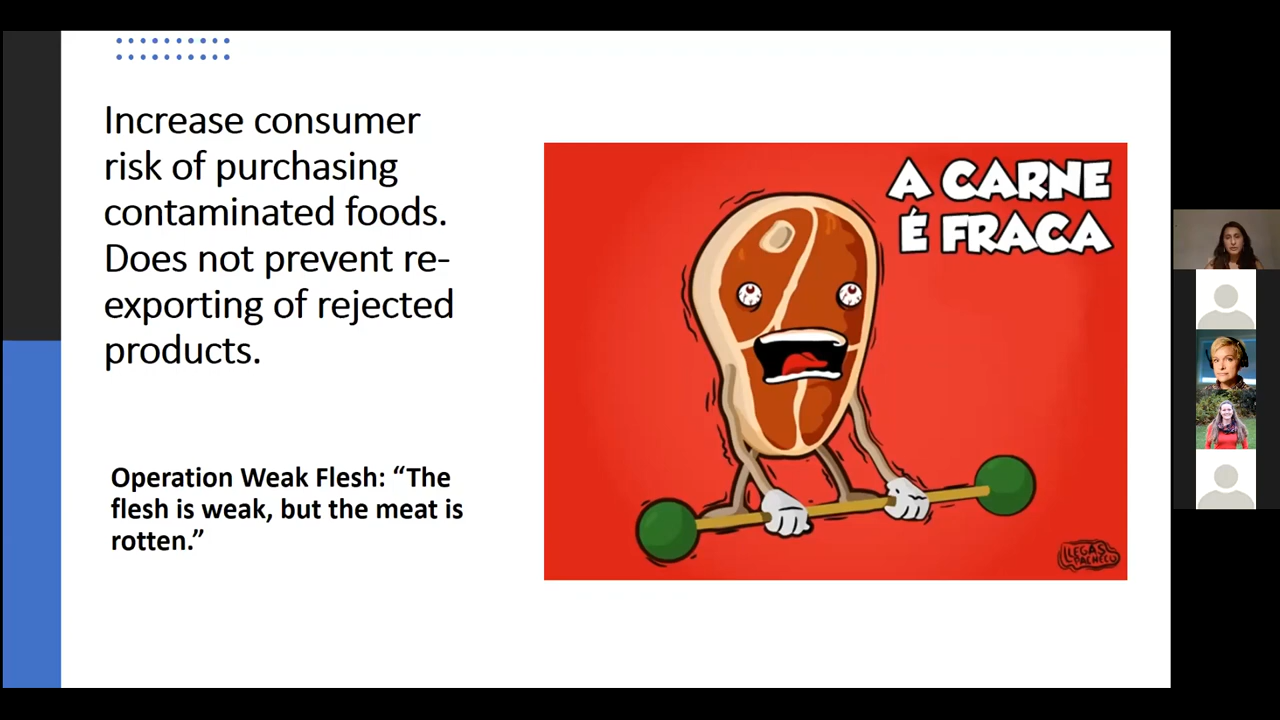 Increase consumer
risk of purchasing
contaminated foods.
Does not prevent re-
exporting of rejected
products.
Operation Weak Flesh: “The
flesh is weak, but the meat is
rotten.”
A CARNE
É FRACA
LLEGAS
PACHECO